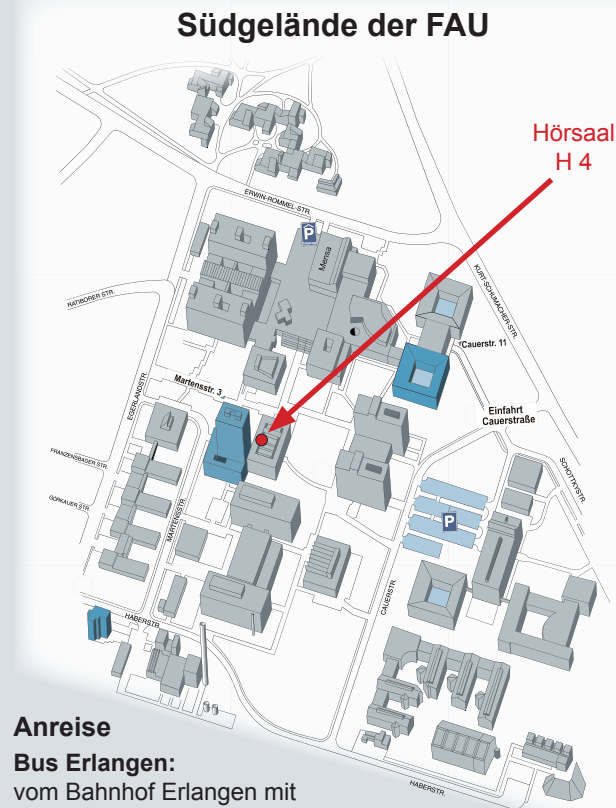 Südgelände der FAU
Hörsaal
H 4
ERWIN-ROMMEL-STR.
P
Mensa
KURT-SCHUMACHER-STR.
RATIBORER STR.
Cauerstr. 11
Martensstr. 3
EGERLANDSTR.
Einfahrt
Cauerstraße
FRANZENSBADER STR.
SCHOTTKYSTR.
GÖRKAUER STR.
MARTENSSTR.
P
CAUERSTR.
HABERSTR.
HABERSTR.
Anreise
Bus Erlangen:
vom Bahnhof Erlangen mit